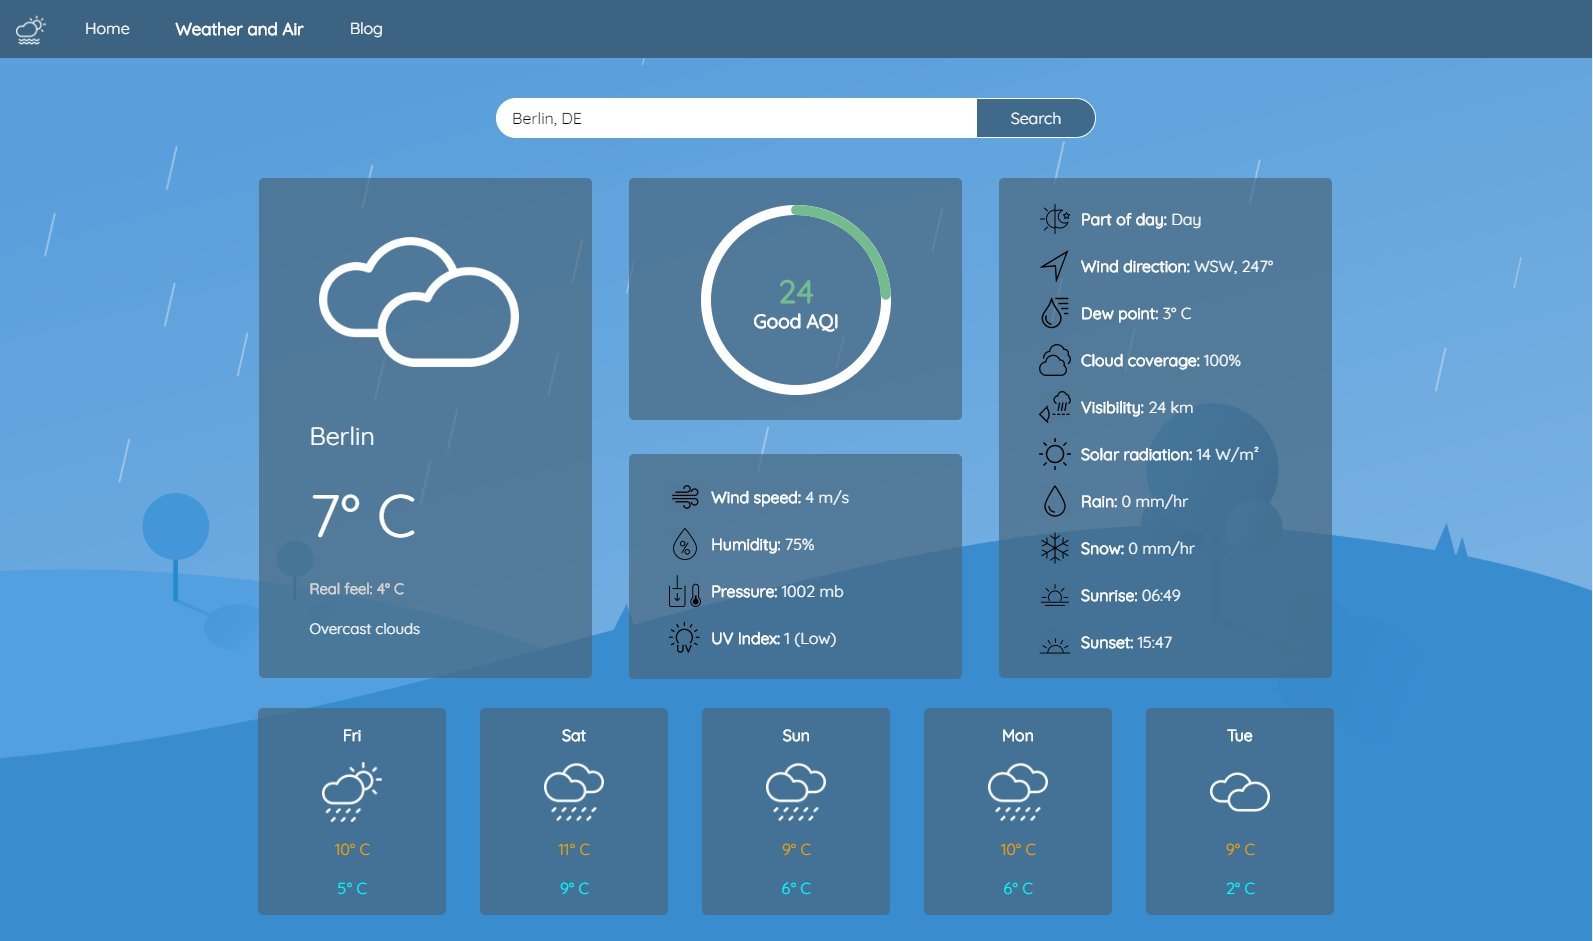 Home
Weather and Air
Blog
Berlin, DE
Search
Berlin
7° C
Real feel: 4° C
Overcast clouds
24
Good AQI
Wind speed: 4 m/s
Humidity: 75%
Pressure: 1002 mb
UV Index: 1 (Low)
Part of day: Day
Wind direction: WSW, 247°
Dew point: 3° C
Cloud coverage: 100%
Visibility: 24 km
Solar radiation: 14 W/m²
Rain: 0 mm/hr
Snow: 0 mm/hr
Sunrise: 06:49
Sunset: 15:47
Fri
10° C
5° C
Sat
11° C
9° C
Sun
9° C
6° C
Mon
10° C
6° C
Tue
9° C
2° C